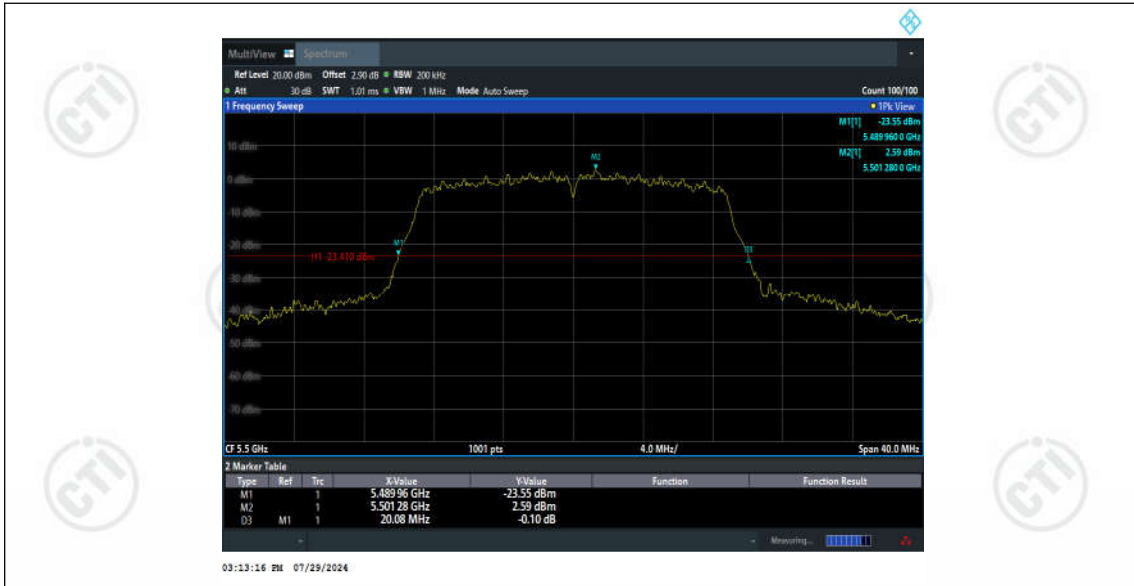 MultiView Spectrum
Ref Level 20.00 dBm Offset 2.90 dB RBW 200 kHz
Att 30 dB SWT 1.01 ms VBW 1 MHz Mode Auto Sweep Count 100/100
1 Frequency Sweep 1Pk View
M1[1] -23.55 dBm
5.489 960 0 GHz
M2[1] 2.59 dBm
5.501 280 0 GHz
10 dBm
M2
0 dBm
-10 dBm
-20 dBm
M1
H1 -23.410 dBm
-30 dBm
-40 dBm
-50 dBm
-60 dBm
-70 dBm
CF 5.5 GHz 1001 pts 4.0 MHz/ Span 40.0 MHz
2 Marker Table
Type Ref Trc X-Value Y-Value Function Function Result
M1 1 5.489 96 GHz -23.55 dBm
M2 1 5.501 28 GHz 2.59 dBm
D3 M1 1 20.08 MHz -0.10 dB
Measuring...
03:13:16 PM 07/29/2024
CTI
CTI
CTI
CTI